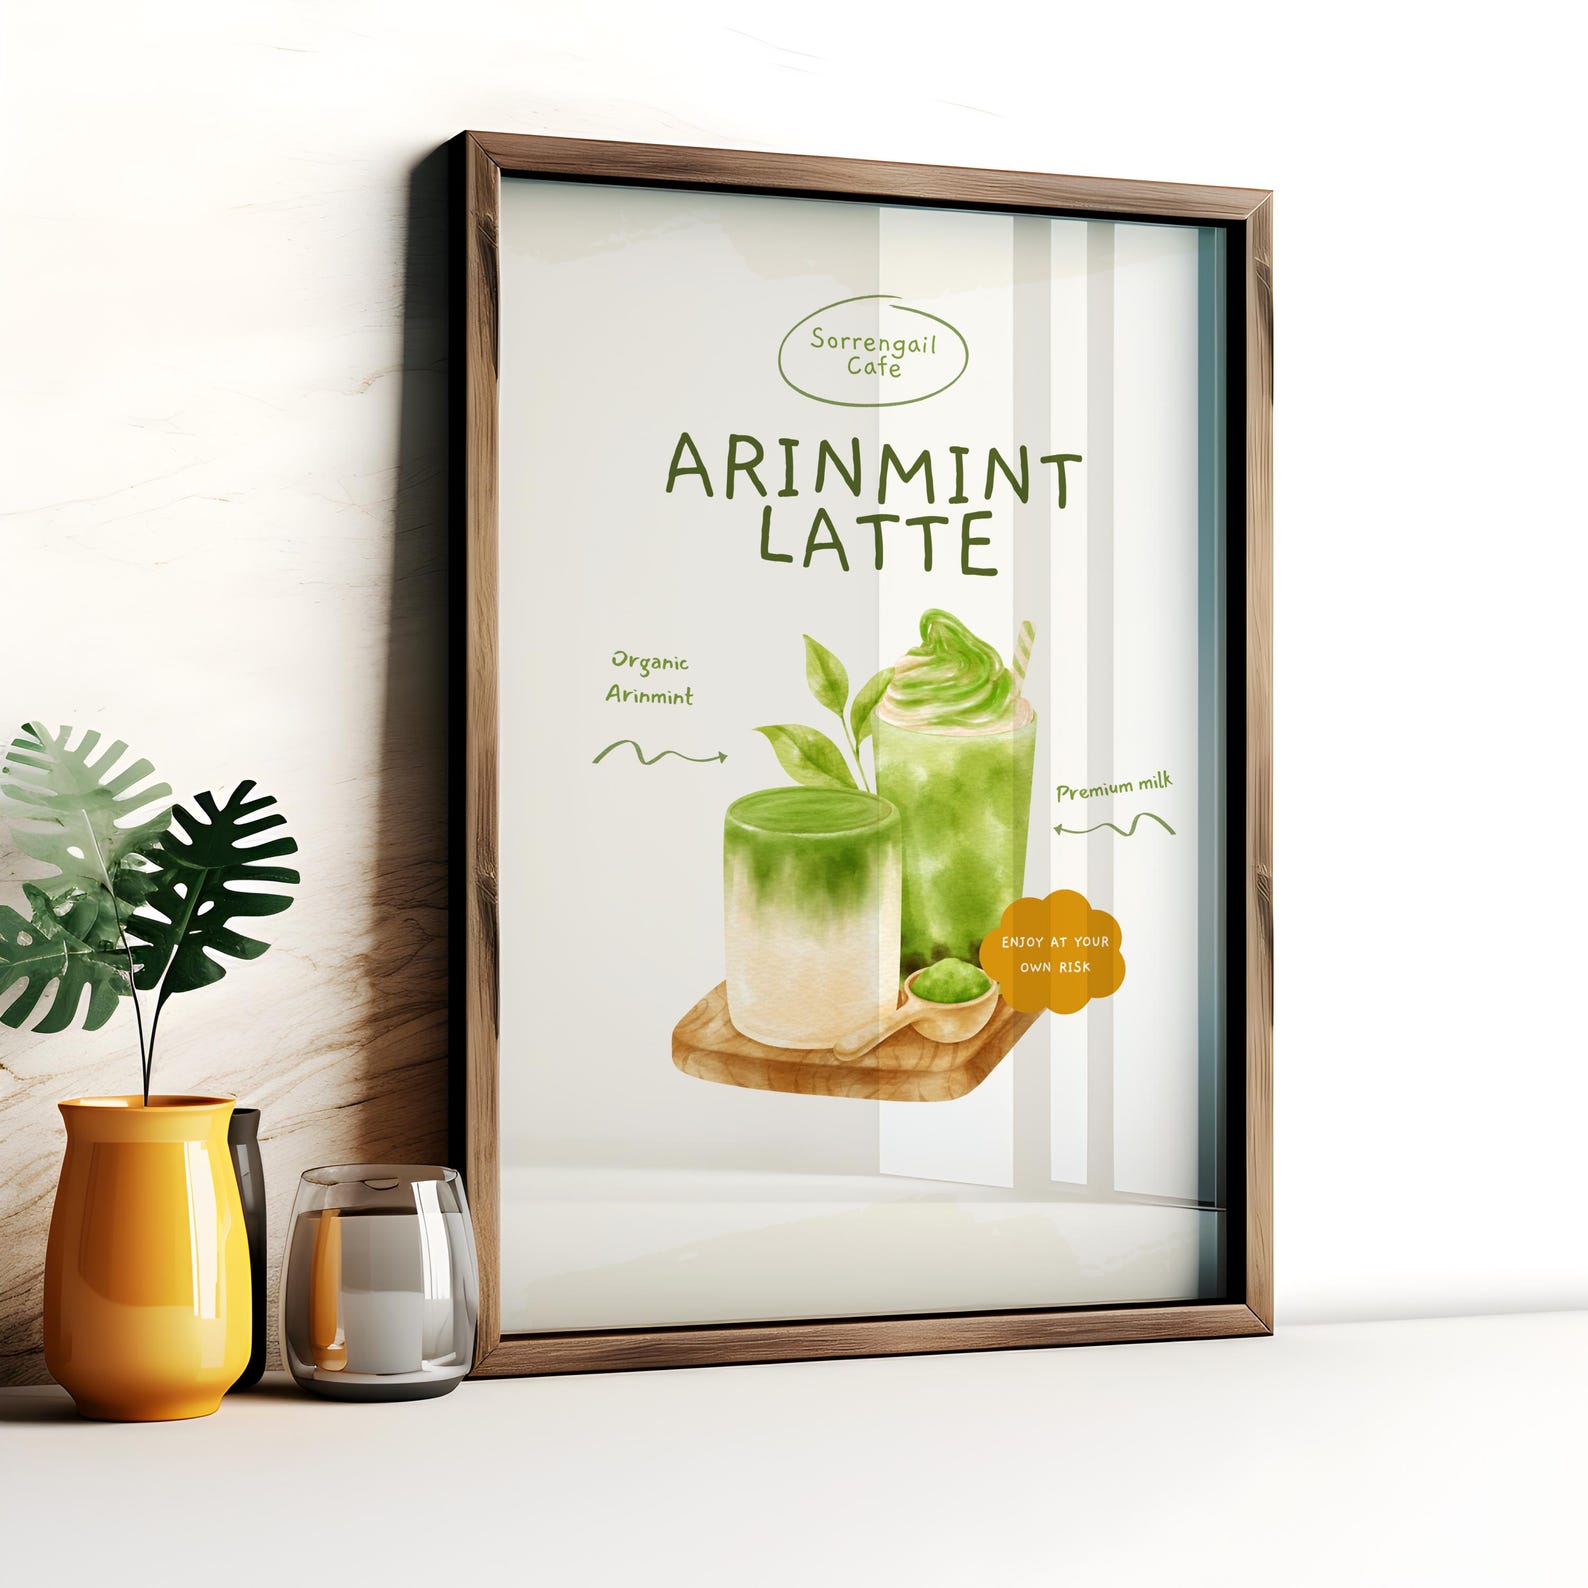 Sorrengail
Cafe
ARINMINT
LATTE
Organic
Arinmint
Premium milk
ENJOY AT YOUR
OWN RISK